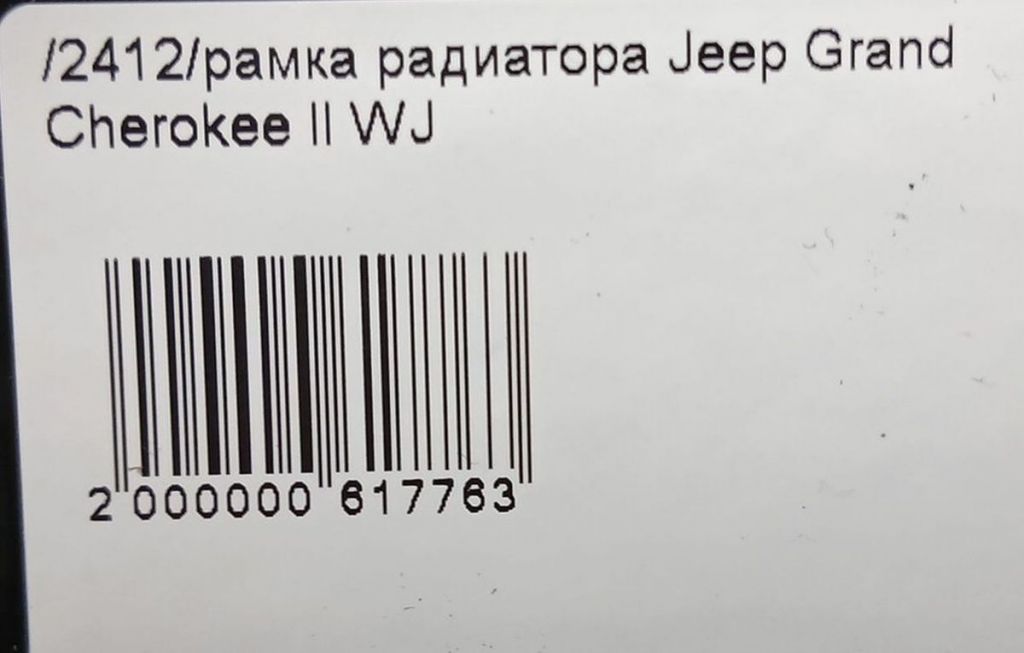 /2412/рамка радиатора Jeep Grand
Cherokee II WJ
2 000000 617763